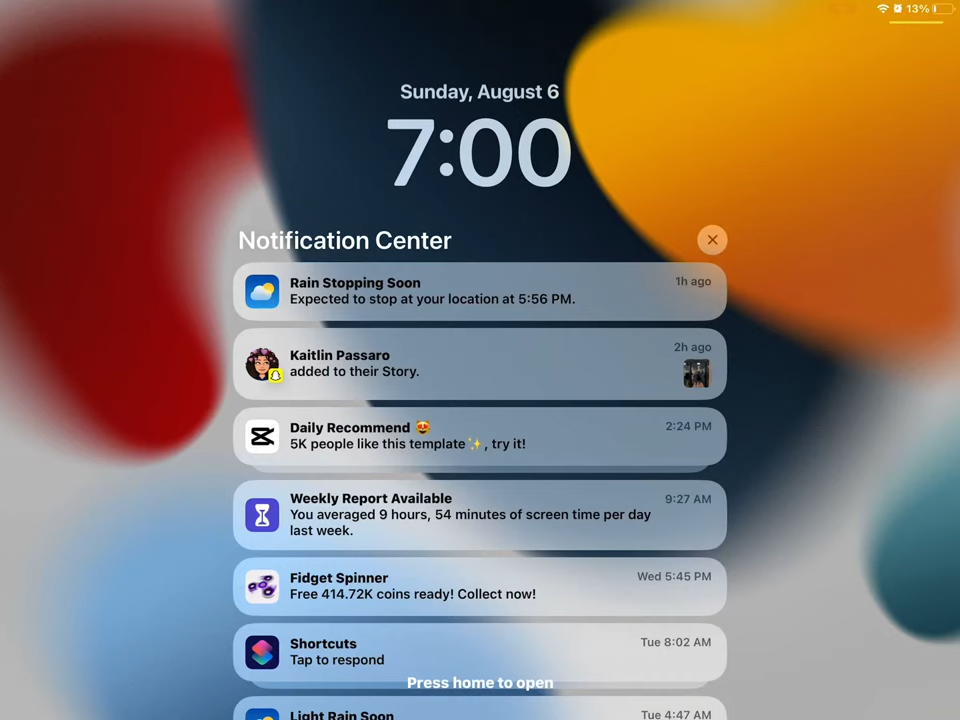 13%
Sunday, August 6
7:00
Notification Center
Rain Stopping Soon
1h ago
Expected to stop at your location at 5:56 PM.
Kaitlin Passaro
2h ago
added to their Story.
Daily Recommend 😍
2:24 PM
5K people like this template✨, try it!
Weekly Report Available
9:27 AM
You averaged 9 hours, 54 minutes of screen time per day
last week.
Fidget Spinner
Wed 5:45 PM
Free 414.72K coins ready! Collect now!
Shortcuts
Tue 8:02 AM
Tap to respond
Press home to open
Light Rain Soon
Tue 4:47 AM